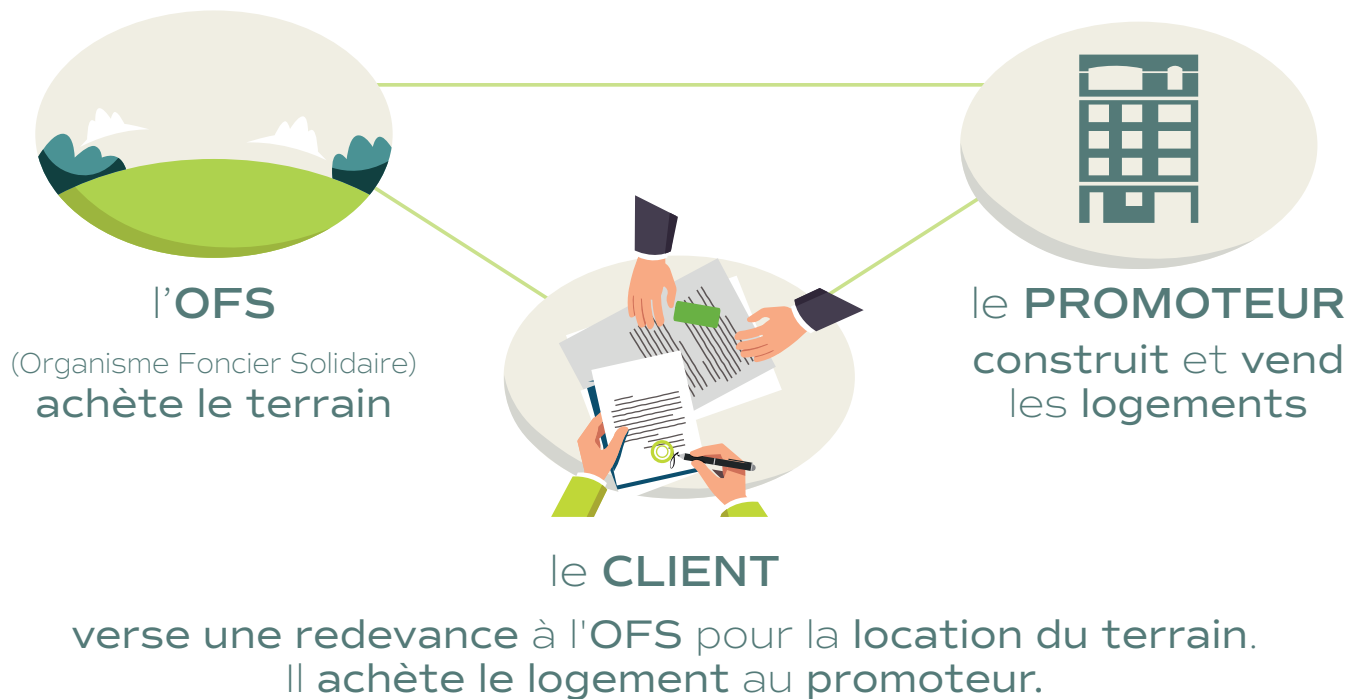 l'OFS
(Organisme Foncier Solidaire)
achète le terrain
le PROMOTEUR
construit et vend
les logements
le CLIENT
verse une redevance à l'OFS pour la location du terrain.
Il achète le logement au promoteur.